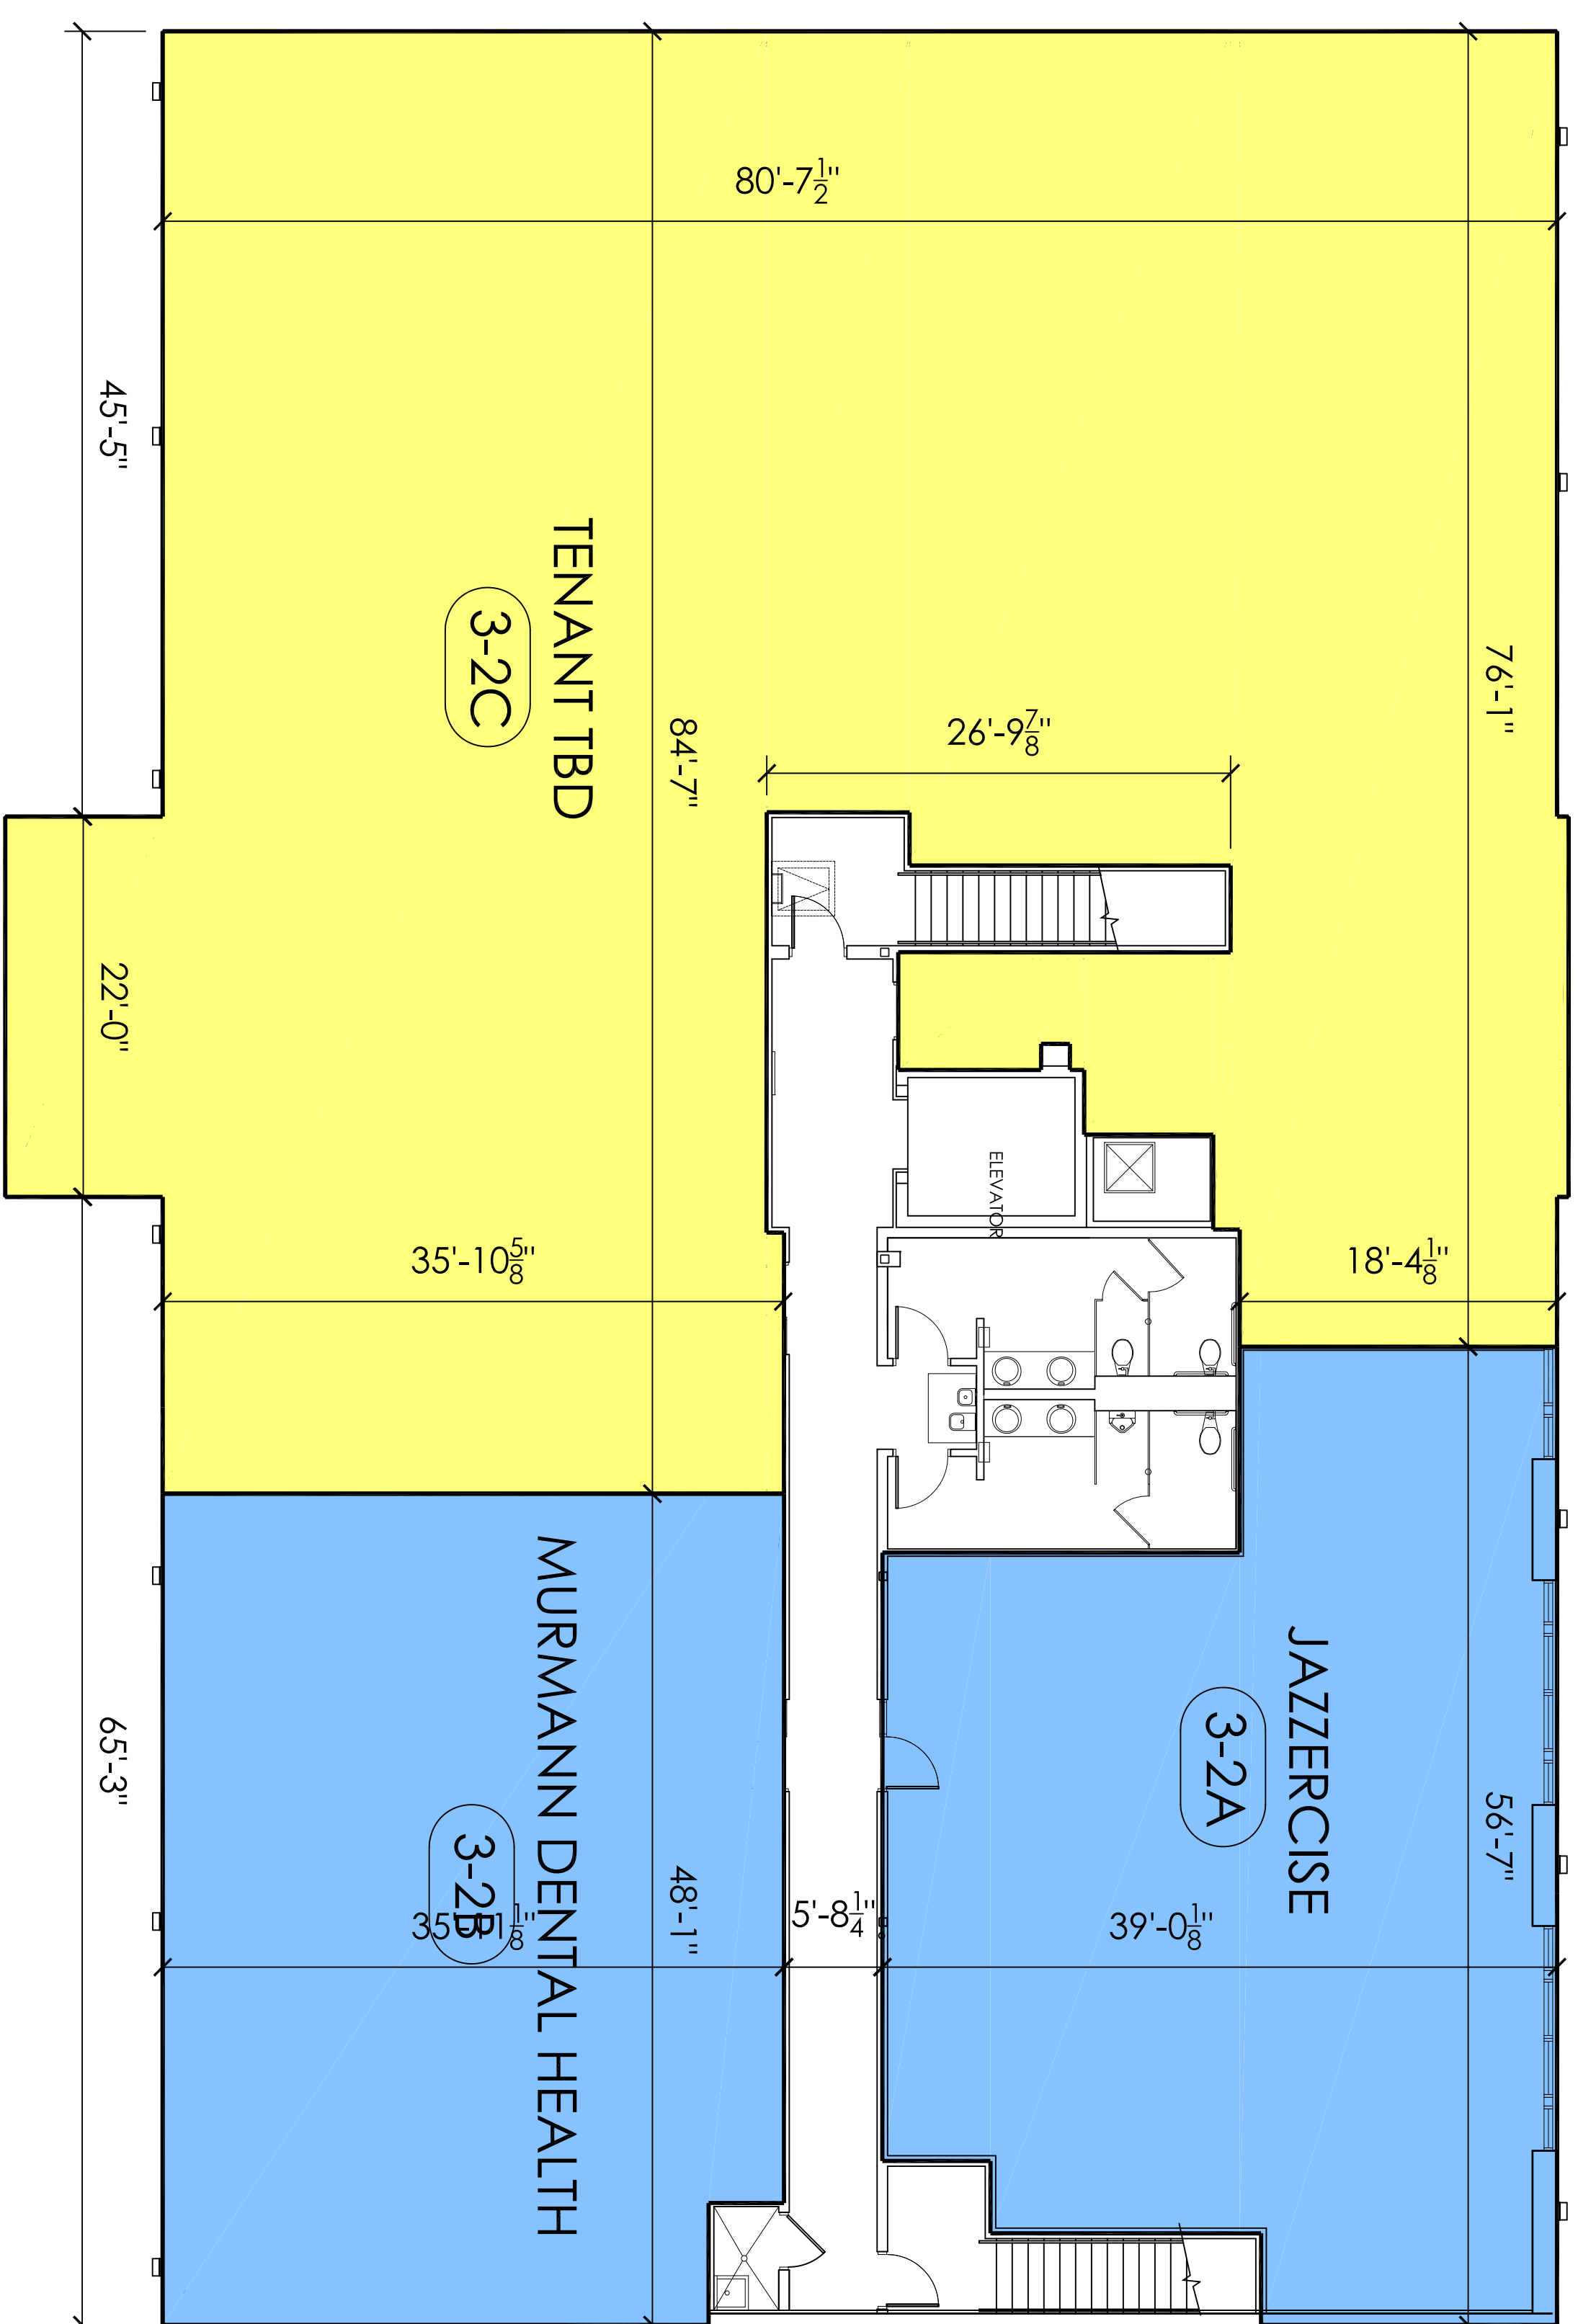 80'-7 1/2"
45'-5"
TENANT TBD
3-2C
84'-7"
26'-9 7/8"
76'-1"
22'-0"
ELEVATOR
35'-10 5/8"
18'-4 1/8"
MURMANN DENTAL HEALTH
3-2B
JAZZERCISE
3-2A
65'-3"
48'-1"
56'-7"
5'-8 1/4"
39'-0 1/8"